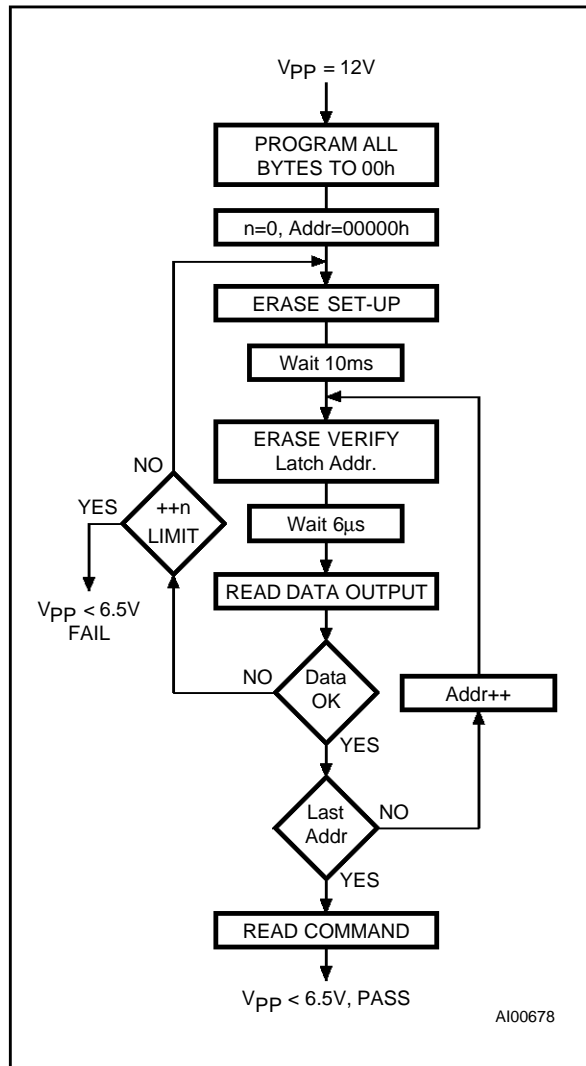 VPP = 12V
PROGRAM ALL
BYTES TO 00h
n=0, Addr=00000h
ERASE SET-UP
Wait 10ms
ERASE VERIFY
Latch Addr.
NO
YES
++n
LIMIT
Wait 6µs
VPP < 6.5V
FAIL
READ DATA OUTPUT
NO
Data
OK
Addr++
YES
Last
Addr
NO
YES
READ COMMAND
VPP < 6.5V, PASS
AI00678